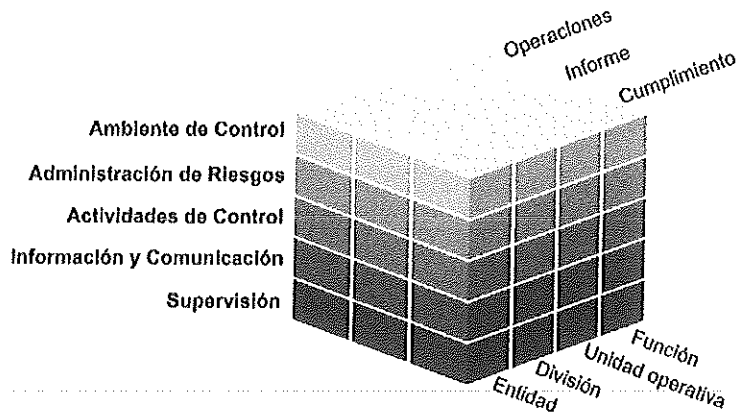 Operaciones
Informe
Cumplimiento
Ambiente de Control
Administración de Riesgos
Actividades de Control
Información y Comunicación
Supervisión
Función
Unidad operativa
División
Entidad